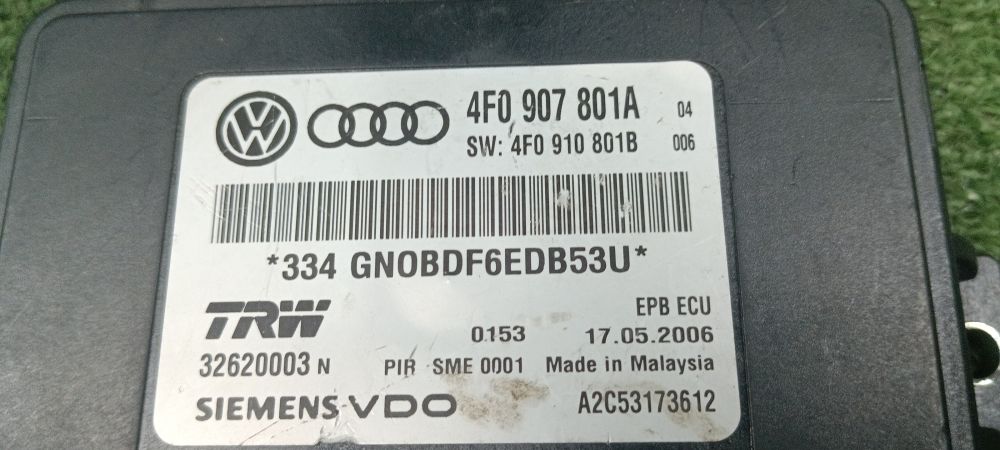 4F0 907 801A 04
SW: 4F0 910 801B 006
*334 GNOBDF6EDB53U*
TRW EPB ECU
0153 17.05.2006
32620003 N PIR SME 0001 Made in Malaysia
SIEMENS VDO A2C53173612